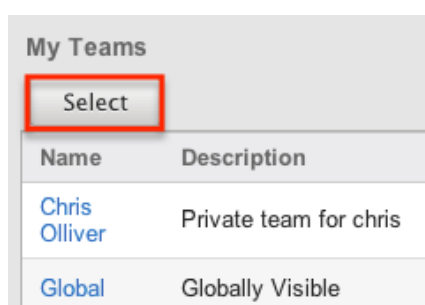 My Teams
Select
Name Description
Chris
Olliver Private team for chris
Global Globally Visible